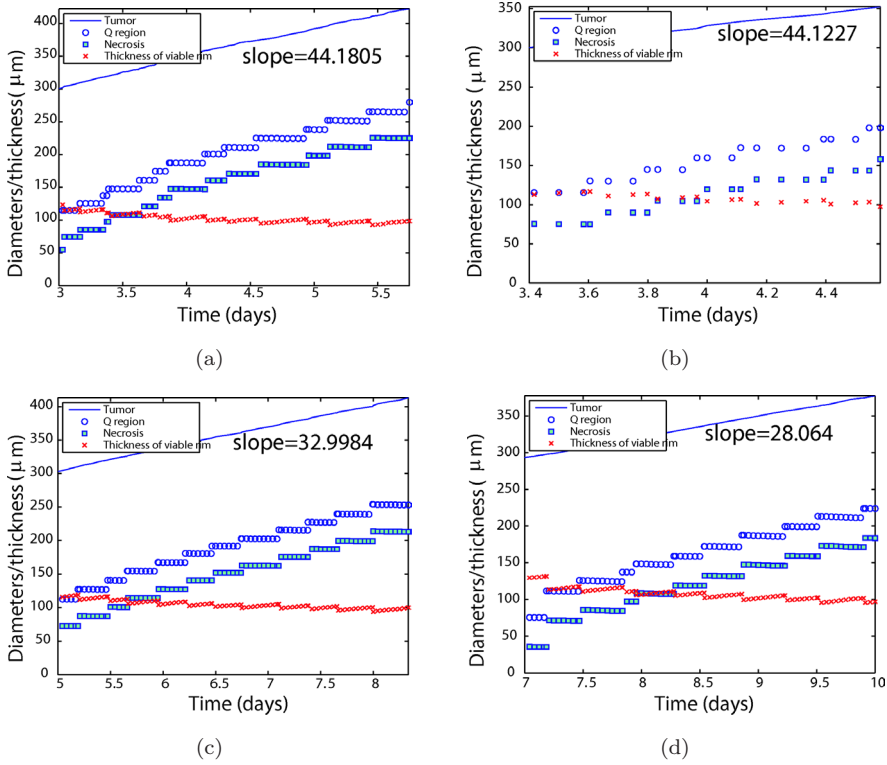 Tumor
Q region
Necrosis
Thickness of viable rim
slope=44.1805
Diameters/thickness( μm)
400
350
300
250
200
150
100
50
0
3 3.5 4 4.5 5 5.5
Time (days)
(a)
Tumor
Q region
Necrosis
Thickness of viable rim
slope=44.1227
Diameters/thickness ( μm)
350
300
250
200
150
100
50
0
3.4 3.6 3.8 4 4.2 4.4
Time (days)
(b)
Tumor
Q region
Necrosis
Thickness of viable rim
slope=32.9984
Diameters/thickness ( μm)
400
350
300
250
200
150
100
50
0
5 5.5 6 6.5 7 7.5 8
Time (days)
(c)
Tumor
Q region
Necrosis
Thickness of viable rim
slope=28.064
Diameters/thickness ( μm)
350
300
250
200
150
100
50
0
7 7.5 8 8.5 9 9.5 10
Time (days)
(d)